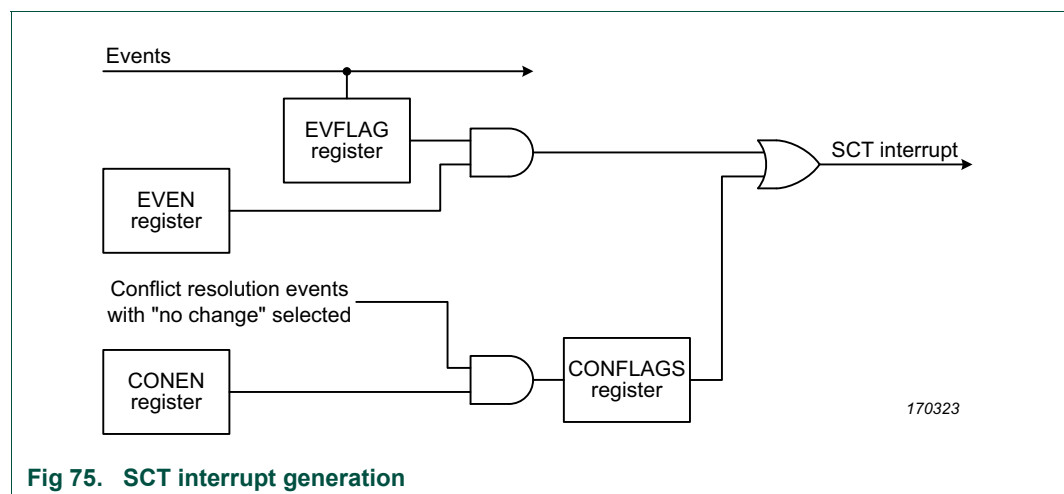 Events
EVFLAG
register
SCT interrupt
EVEN
register
Conflict resolution events
with "no change" selected
CONEN
register
CONFLAGS
register
170323
Fig 75. SCT interrupt generation